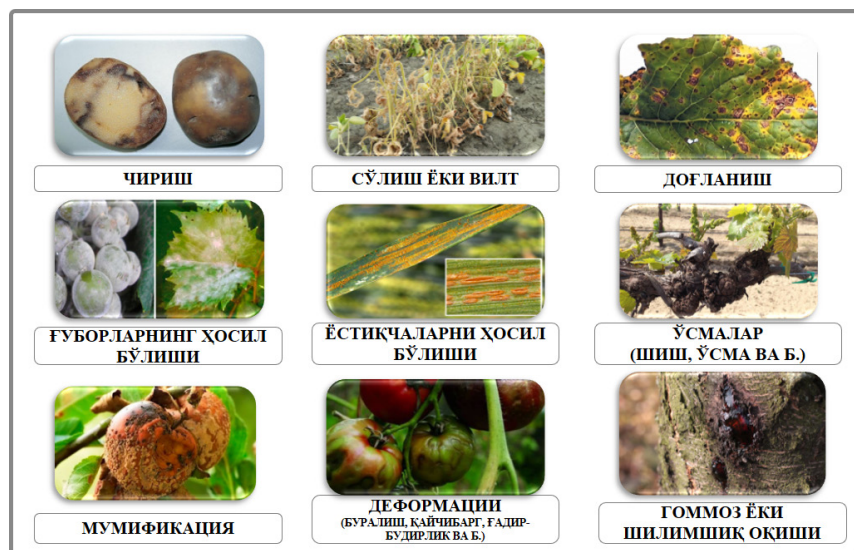 ЧИРИШ
СЎЛИШ ЁКИ ВИЛТ
ДОҒЛАНИШ
ҒУБОРЛАРНИНГ ҲОСИЛ
БЎЛИШИ
ЁСТИҚЧАЛАРНИ ҲОСИЛ
БЎЛИШИ
ЎСМАЛАР
(ШИШ, ЎСМА ВА Б.)
МУМИФИКАЦИЯ
ДЕФОРМАЦИИ
(БУРАЛИШ, ҚАЙЧИБАРГ, ҒАДИР-
БУДИРЛИК ВА Б.)
ГОММОЗ ЁКИ
ШИЛИМШИҚ ОҚИШИ